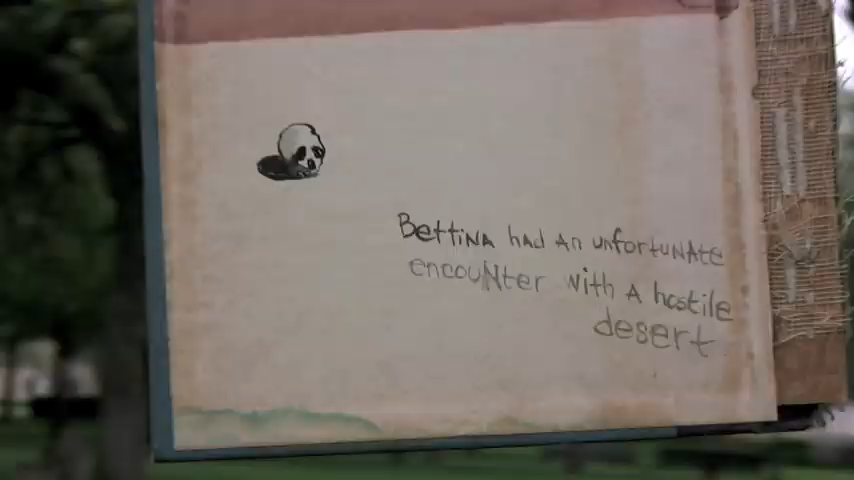 Bettina had an unfortunate
encounter with a hostile
desert